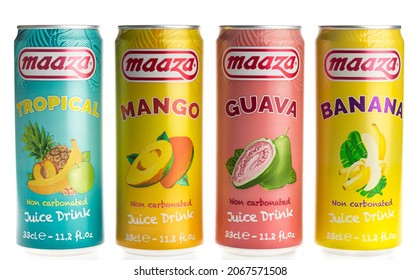 maaza
TROPICAL
Non carbonated
Juice Drink
33cl e - 11.2 fl.oz
maaza
MANGO
Non carbonated
Juice Drink
33cl e - 11.2 fl.oz
maaza
GUAVA
Non carbonated
Juice Drink
33cl e - 11.2 fl.oz
maaza
BANANA
Non carbonated
Juice Drink
33cl e - 11.2 fl.oz
shutterstock.com · 2067571508